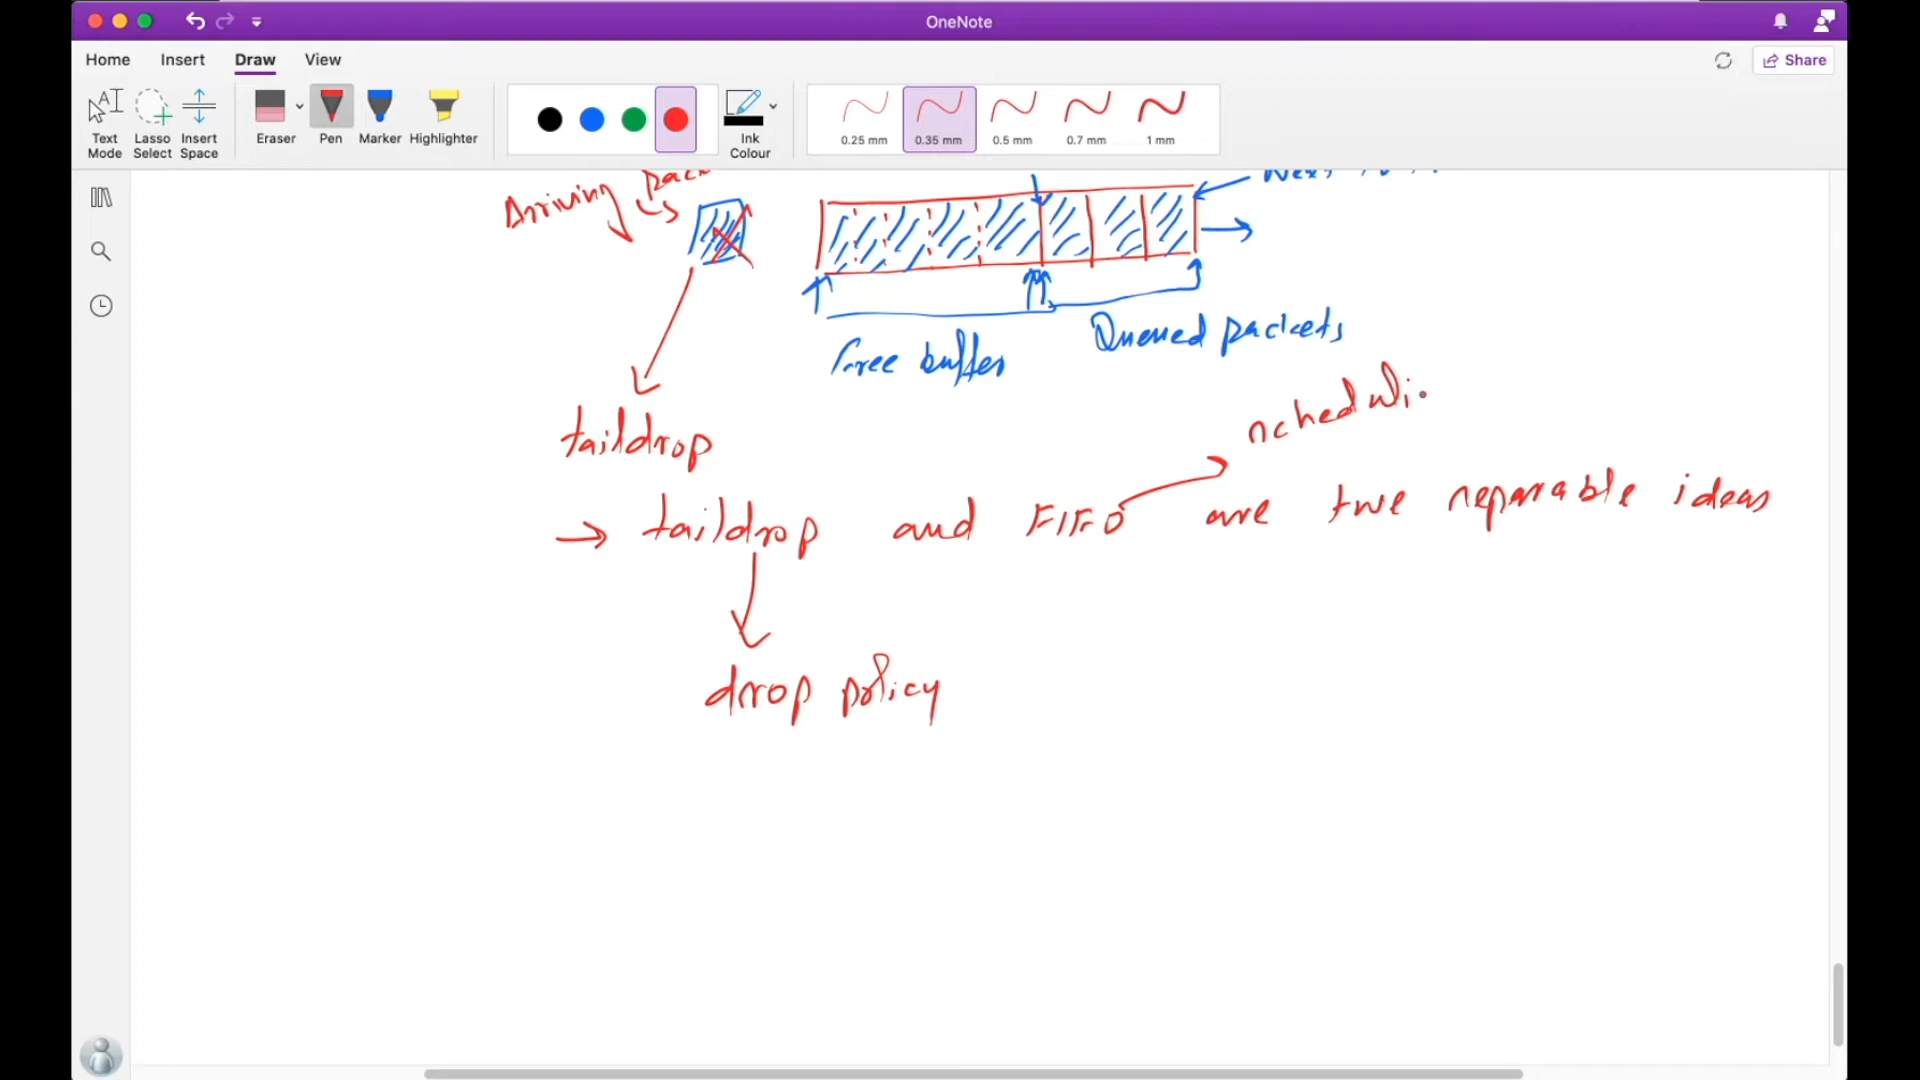 OneNote
Home Insert Draw View
Share
Text Mode
Lasso Select
Insert Space
Eraser
Pen
Marker
Highlighter
Ink Colour
0.25 mm
0.35 mm
0.5 mm
0.7 mm
1 mm
Arriving
Free buffer
Queued packets
taildrop
scheduli
→ taildrop and FIFO are two separable ideas
drop policy